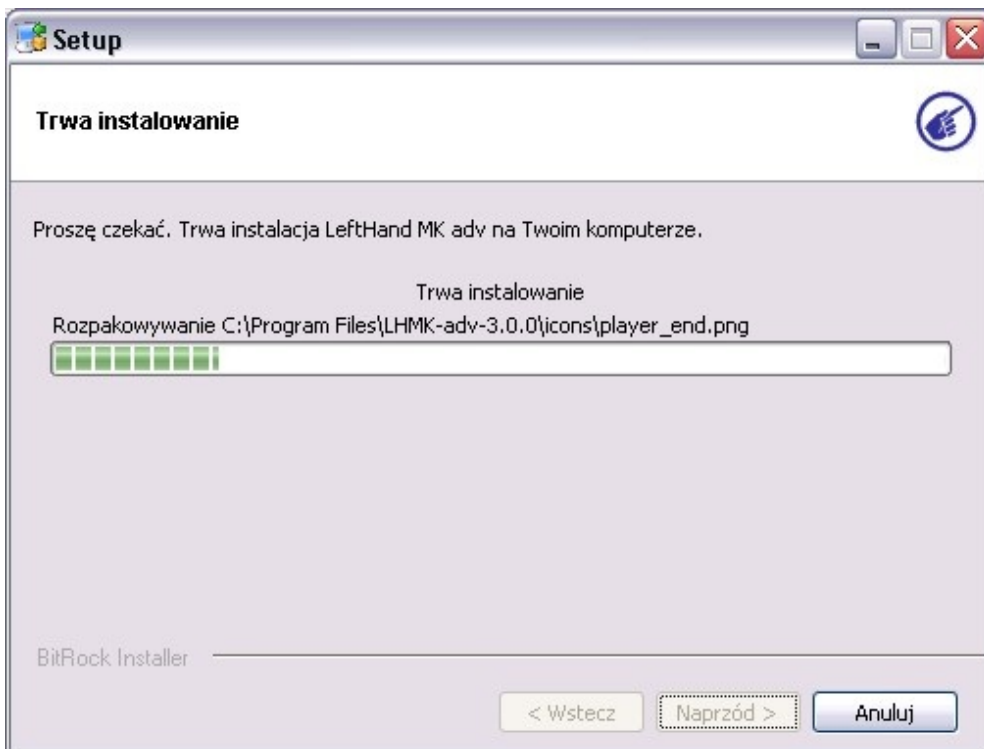 Setup
Trwa instalowanie
Proszę czekać. Trwa instalacja LeftHand MK adv na Twoim komputerze.
Trwa instalowanie
Rozpakowywanie C:\Program Files\LHMK-adv-3.0.0\icons\player_end.png
BitRock Installer
< Wstecz Naprzód > Anuluj